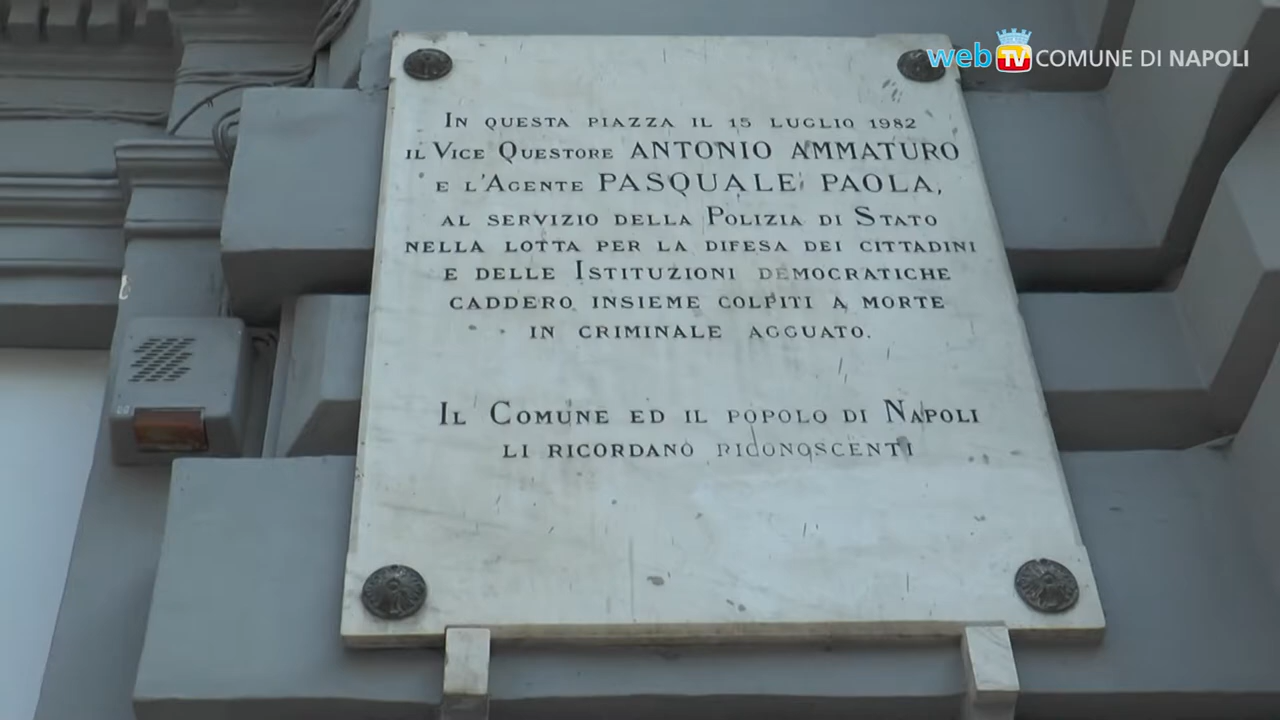 web TV COMUNE DI NAPOLI
IN QUESTA PIAZZA IL 15 LUGLIO 1982
IL VICE QUESTORE ANTONIO AMMATURO
E L'AGENTE PASQUALE PAOLA,
AL SERVIZIO DELLA POLIZIA DI STATO
NELLA LOTTA PER LA DIFESA DEI CITTADINI
E DELLE ISTITUZIONI DEMOCRATICHE
CADDERO INSIEME COLPITI A MORTE
IN CRIMINALE AGGUATO.
IL COMUNE ED IL POPOLO DI NAPOLI
LI RICORDANO RICONOSCENTI